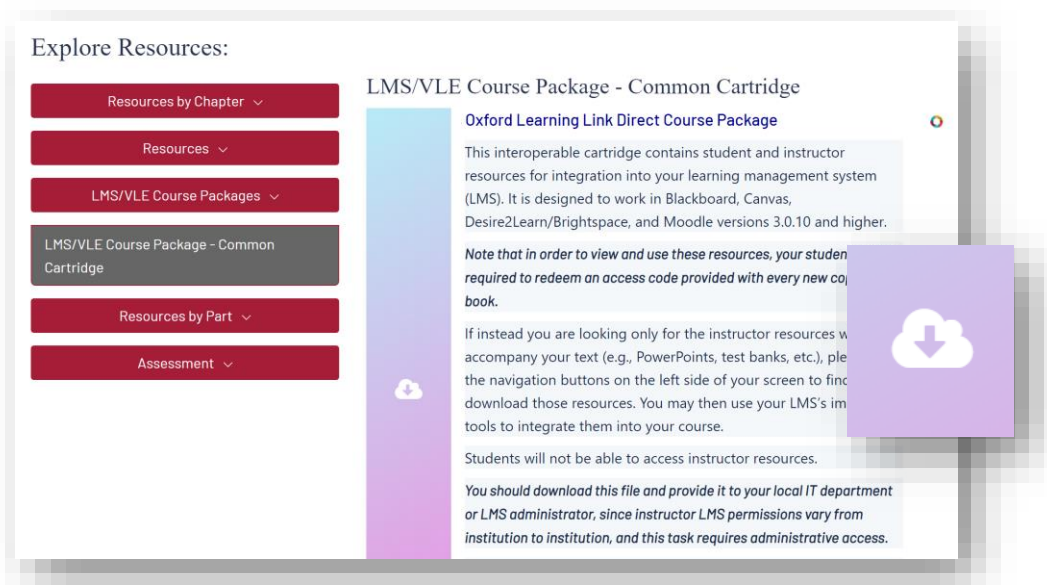 Explore Resources:
Resources by Chapter
Resources
LMS/VLE Course Packages
LMS/VLE Course Package - Common
Cartridge
Resources by Part
Assessment
LMS/VLE Course Package - Common Cartridge
Oxford Learning Link Direct Course Package
This interoperable cartridge contains student and instructor
resources for integration into your learning management system
(LMS). It is designed to work in Blackboard, Canvas,
Desire2Learn/Brightspace, and Moodle versions 3.0.10 and higher.
Note that in order to view and use these resources, your
required to redeem an access code provided with every new
book.
If instead you are looking only for the instructor resources
accompany your text (e.g., PowerPoints, test banks, etc.),
the navigation buttons on the left side of your screen to
download those resources. You may then use your LMS's
tools to integrate them into your course.
Students will not be able to access instructor resources.
You should download this file and provide it to your local IT department
or LMS administrator, since instructor LMS permissions vary from
institution to institution, and this task requires administrative access.